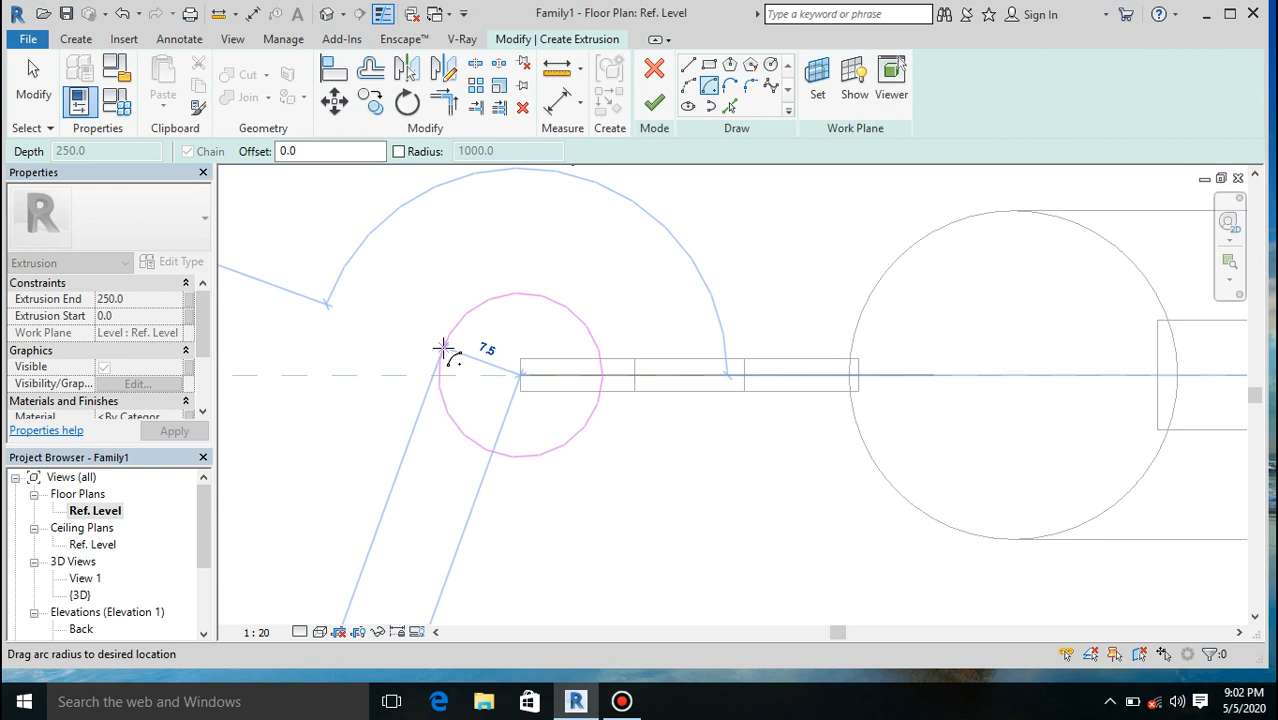 Family1 - Floor Plan: Ref. Level
Type a keyword or phrase
Sign In
File
Create
Insert
Annotate
View
Manage
Add-Ins
Enscape™
V-Ray
Modify | Create Extrusion
Modify
Cut
Join
Paste
Create
Set
Show
Viewer
Select
Properties
Clipboard
Geometry
Modify
Measure
Create
Mode
Draw
Work Plane
Depth 250.0
Chain
Offset: 0.0
Radius: 1000.0
Properties
Extrusion
Edit Type
Constraints
Extrusion End 250.0
Extrusion Start 0.0
Work Plane Level : Ref. Level
Graphics
Visible
Visibility/Grap... Edit...
Materials and Finishes
Material <By Categor
Properties help
Apply
Project Browser - Family1
Views (all)
Floor Plans
Ref. Level
Ceiling Plans
Ref. Level
3D Views
View 1
{3D}
Elevations (Elevation 1)
Back
7.5
2D
1 : 20
Drag arc radius to desired location
:0
Search the web and Windows
9:02 PM
5/5/2020